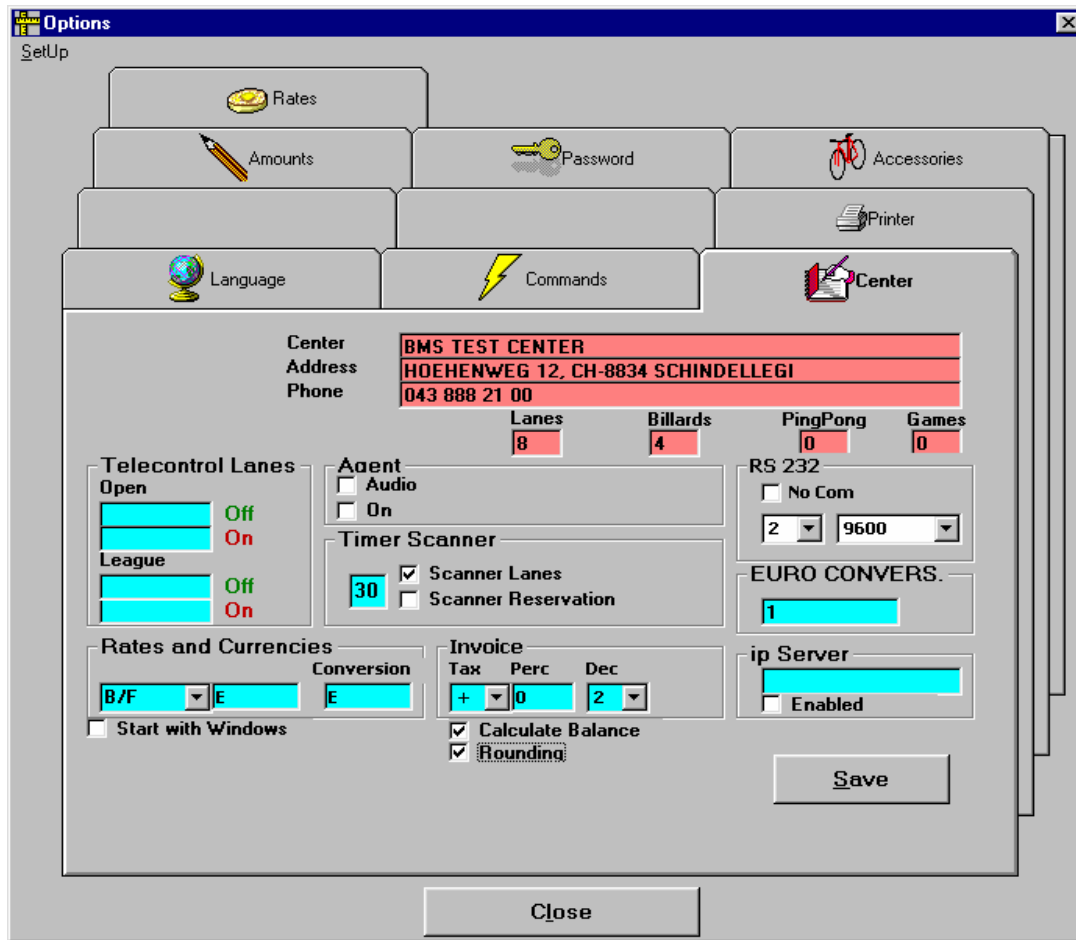 Options
SetUp
Rates
Amounts Password Accessories
Printer
Language Commands Center
Center BMS TEST CENTER
Address HOEHENWEG 12, CH-8834 SCHINDELLEGI
Phone 043 888 21 00
Lanes Billards PingPong Games
8 4 0 0
Telecontrol Lanes
Open
Off
On
League
Off
On
Agent
Audio
On
RS 232
No Com
2 9600
Timer Scanner
30
Scanner Lanes
Scanner Reservation
EURO CONVERS.
1
Rates and Currencies
Conversion
B/F E E
Start with Windows
Invoice
Tax Perc Dec
+ 0 2
Calculate Balance
Rounding
ip Server
Enabled
Save
Close